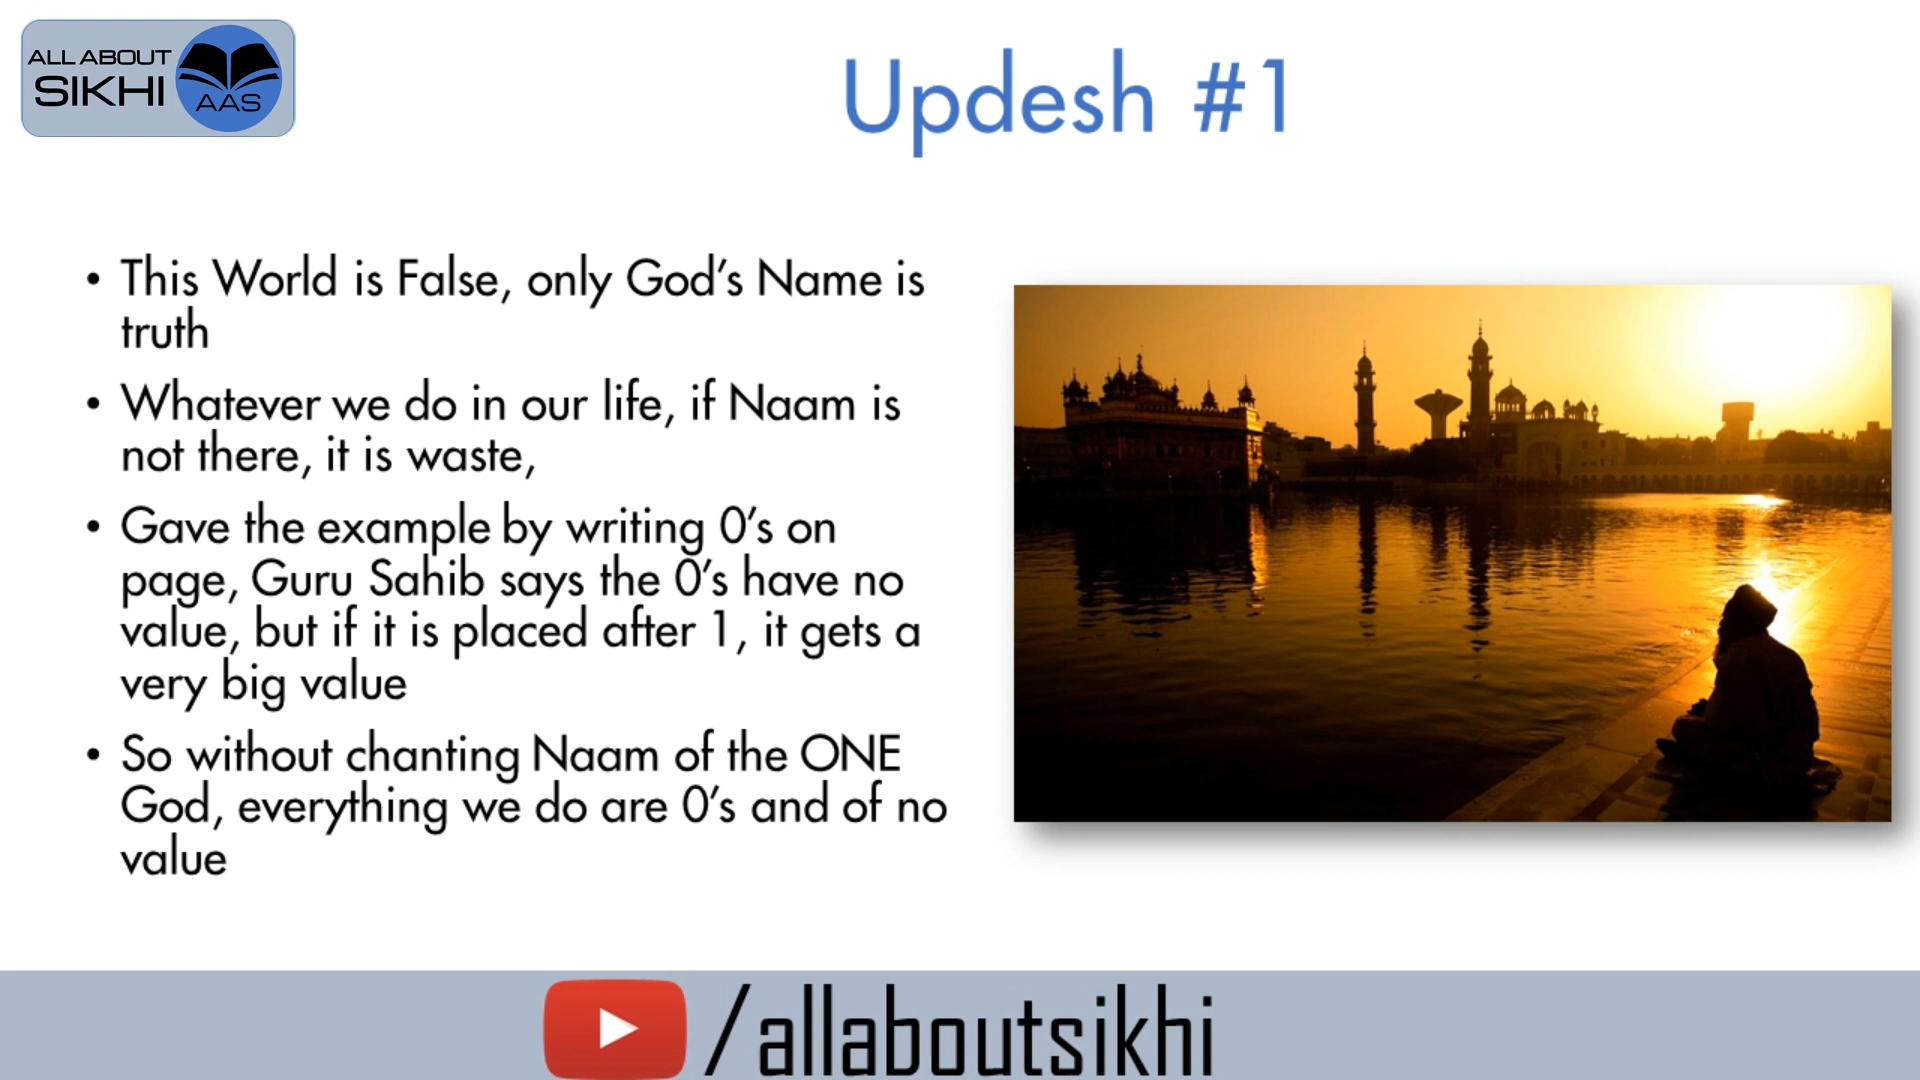 ALL ABOUT
SIKHI
AAS
Updesh #1
• This World is False, only God’s Name is
truth
• Whatever we do in our life, if Naam is
not there, it is waste,
• Gave the example by writing 0’s on
page, Guru Sahib says the 0’s have no
value, but if it is placed after 1, it gets a
very big value
• So without chanting Naam of the ONE
God, everything we do are 0’s and of no
value
/allaboutsikhi